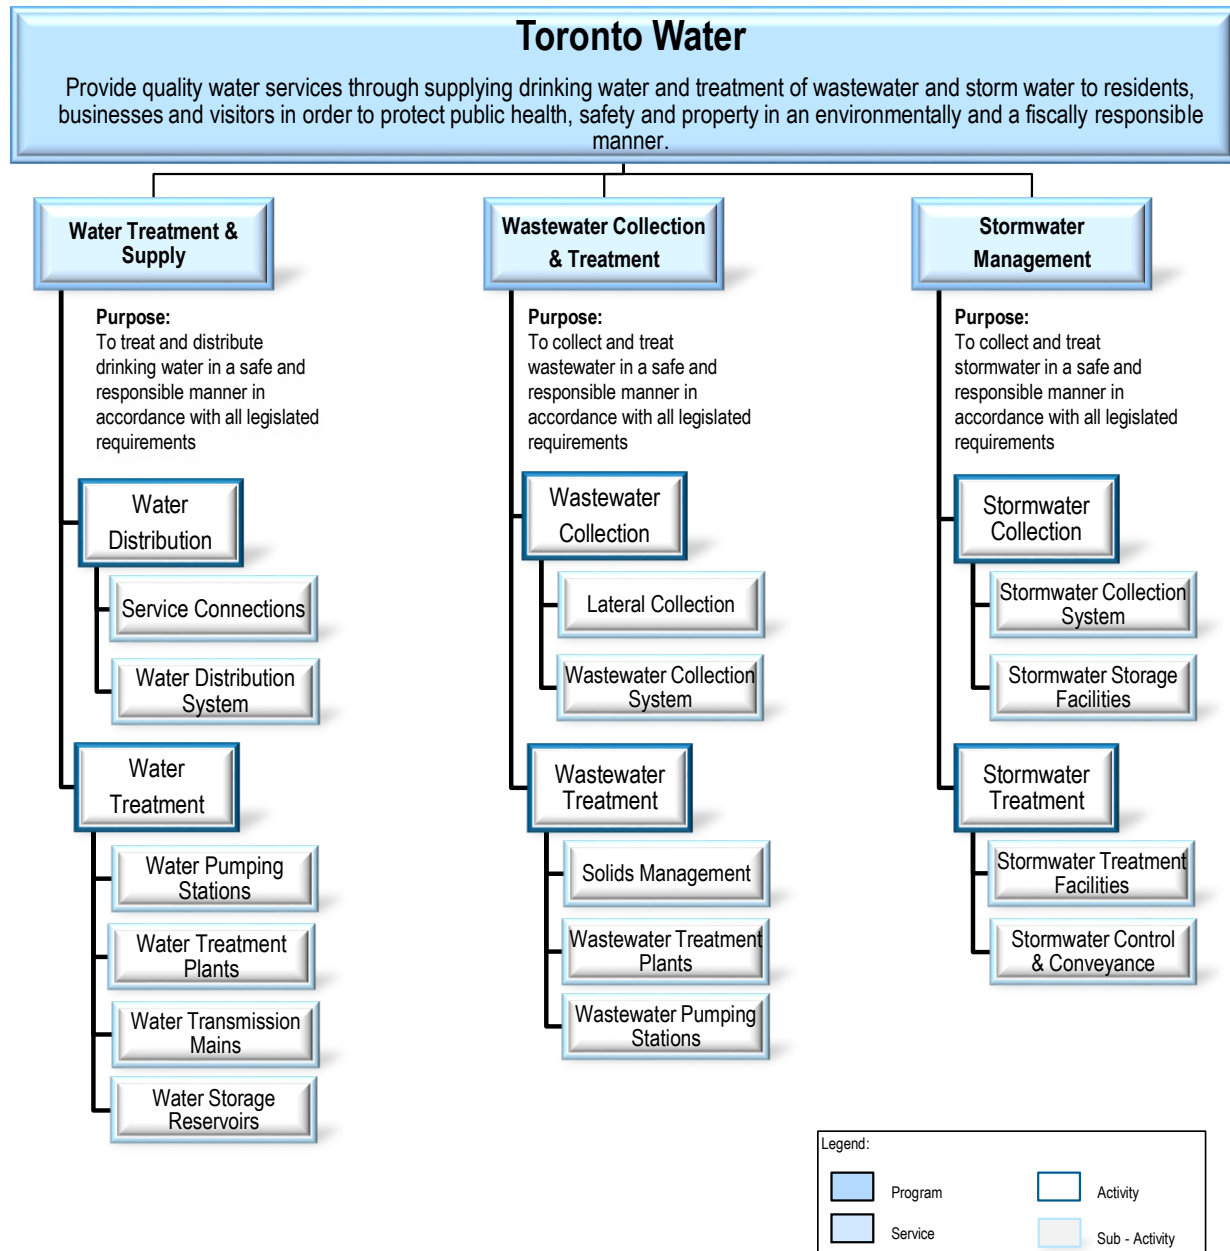 Toronto Water
Provide quality water services through supplying drinking water and treatment of wastewater and storm water to residents,
businesses and visitors in order to protect public health, safety and property in an environmentally and a fiscally responsible
manner.
Water Treatment &
Supply
Purpose:
To treat and distribute
drinking water in a safe and
responsible manner in
accordance with all legislated
requirements
Water
Distribution
Service Connections
Water Distribution
System
Water
Treatment
Water Pumping
Stations
Water Treatment
Plants
Water Transmission
Mains
Water Storage
Reservoirs
Wastewater Collection
& Treatment
Purpose:
To collect and treat
wastewater in a safe and
responsible manner in
accordance with all legislated
requirements
Wastewater
Collection
Lateral Collection
Wastewater Collection
System
Wastewater
Treatment
Solids Management
Wastewater Treatment
Plants
Wastewater Pumping
Stations
Stormwater
Management
Purpose:
To collect and treat
stormwater in a safe and
responsible manner in
accordance with all legislated
requirements
Stormwater
Collection
Stormwater Collection
System
Stormwater Storage
Facilities
Stormwater
Treatment
Stormwater Treatment
Facilities
Stormwater Control
& Conveyance
Legend:
Program
Activity
Service
Sub - Activity